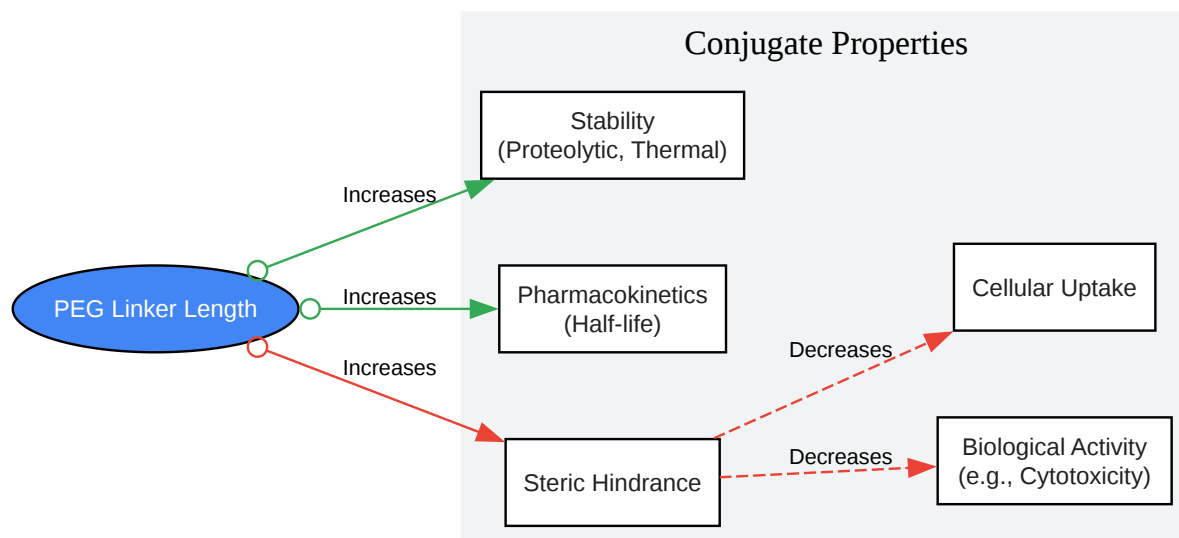 Conjugate Properties
Stability
(Proteolytic, Thermal)
Increases
PEG Linker Length
Increases
Pharmacokinetics
(Half-life)
Cellular Uptake
Increases
Decreases
Steric Hindrance
Decreases
Biological Activity
(e.g., Cytotoxicity)